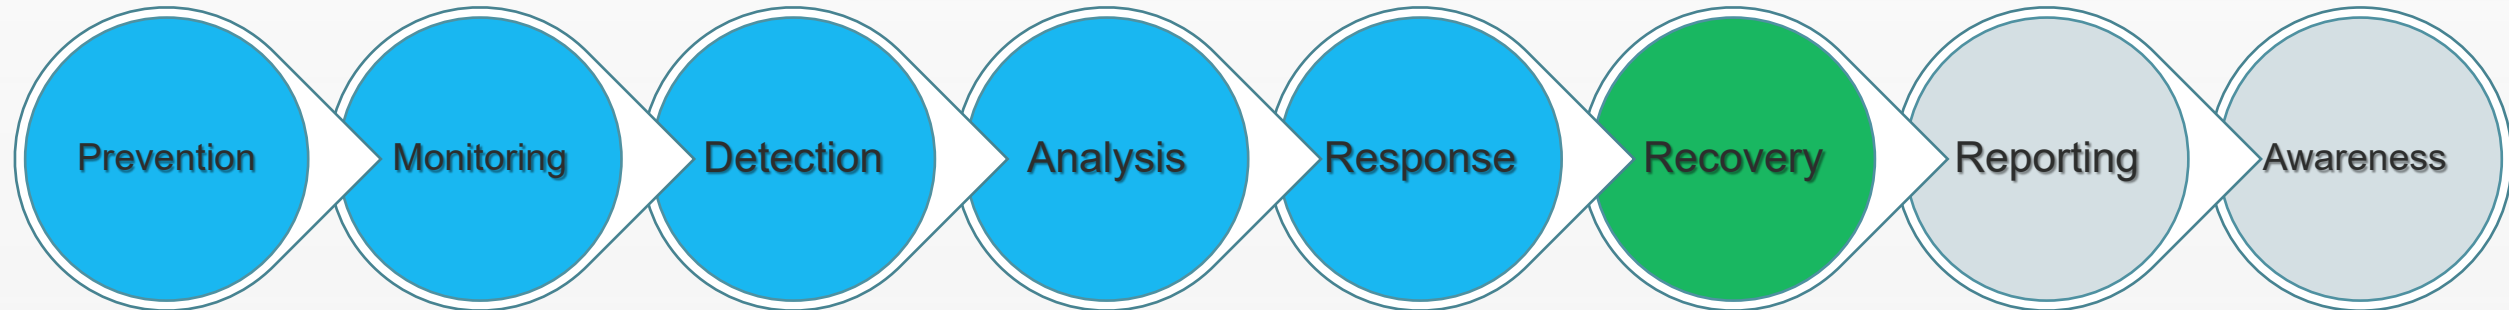 Prevention
Monitoring
Detection
Analysis
Response
Recovery
Reporting
Awareness